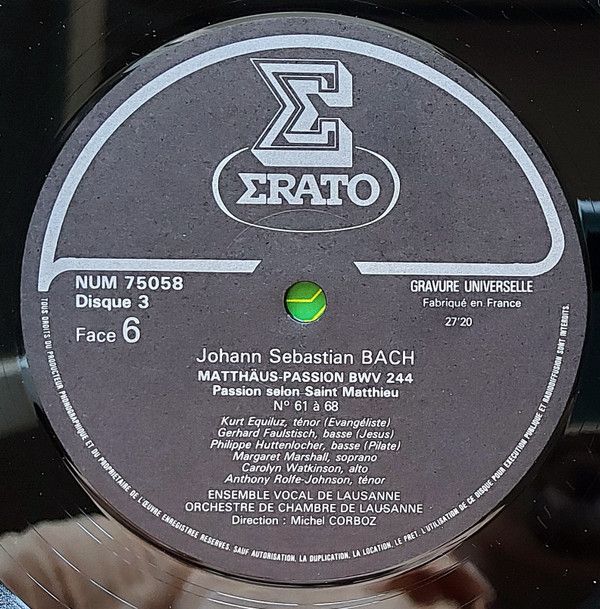 Σ
ΣRATO
NUM 75058
Disque 3
Face 6
GRAVURE UNIVERSELLE
Fabriqué en France
27'20
Johann Sebastian BACH
MATTHÄUS-PASSION BWV 244
Passion selon Saint Matthieu
N° 61 à 68
Kurt Equiluz, ténor (Evangéliste)
Gerhard Faulstisch, basse (Jesus)
Philippe Huttenlocher, basse (Pilate)
Margaret Marshall, soprano
Carolyn Watkinson, alto
Anthony Rolfe-Johnson, ténor
ENSEMBLE VOCAL DE LAUSANNE
ORCHESTRE DE CHAMBRE DE LAUSANNE
Direction : Michel CORBOZ
TOUS DROITS DU PRODUCTEUR PHONOGRAPHIQUE ET DU PROPRIETAIRE DE L'ŒUVRE ENREGISTREE RESERVES. SAUF AUTORISATION, LA DUPLICATION, LA LOCATION, LE PRET, L'UTILISATION DE CE DISQUE POUR EXECUTION PUBLIQUE ET RADIODIFFUSION SONT INTERDITS.